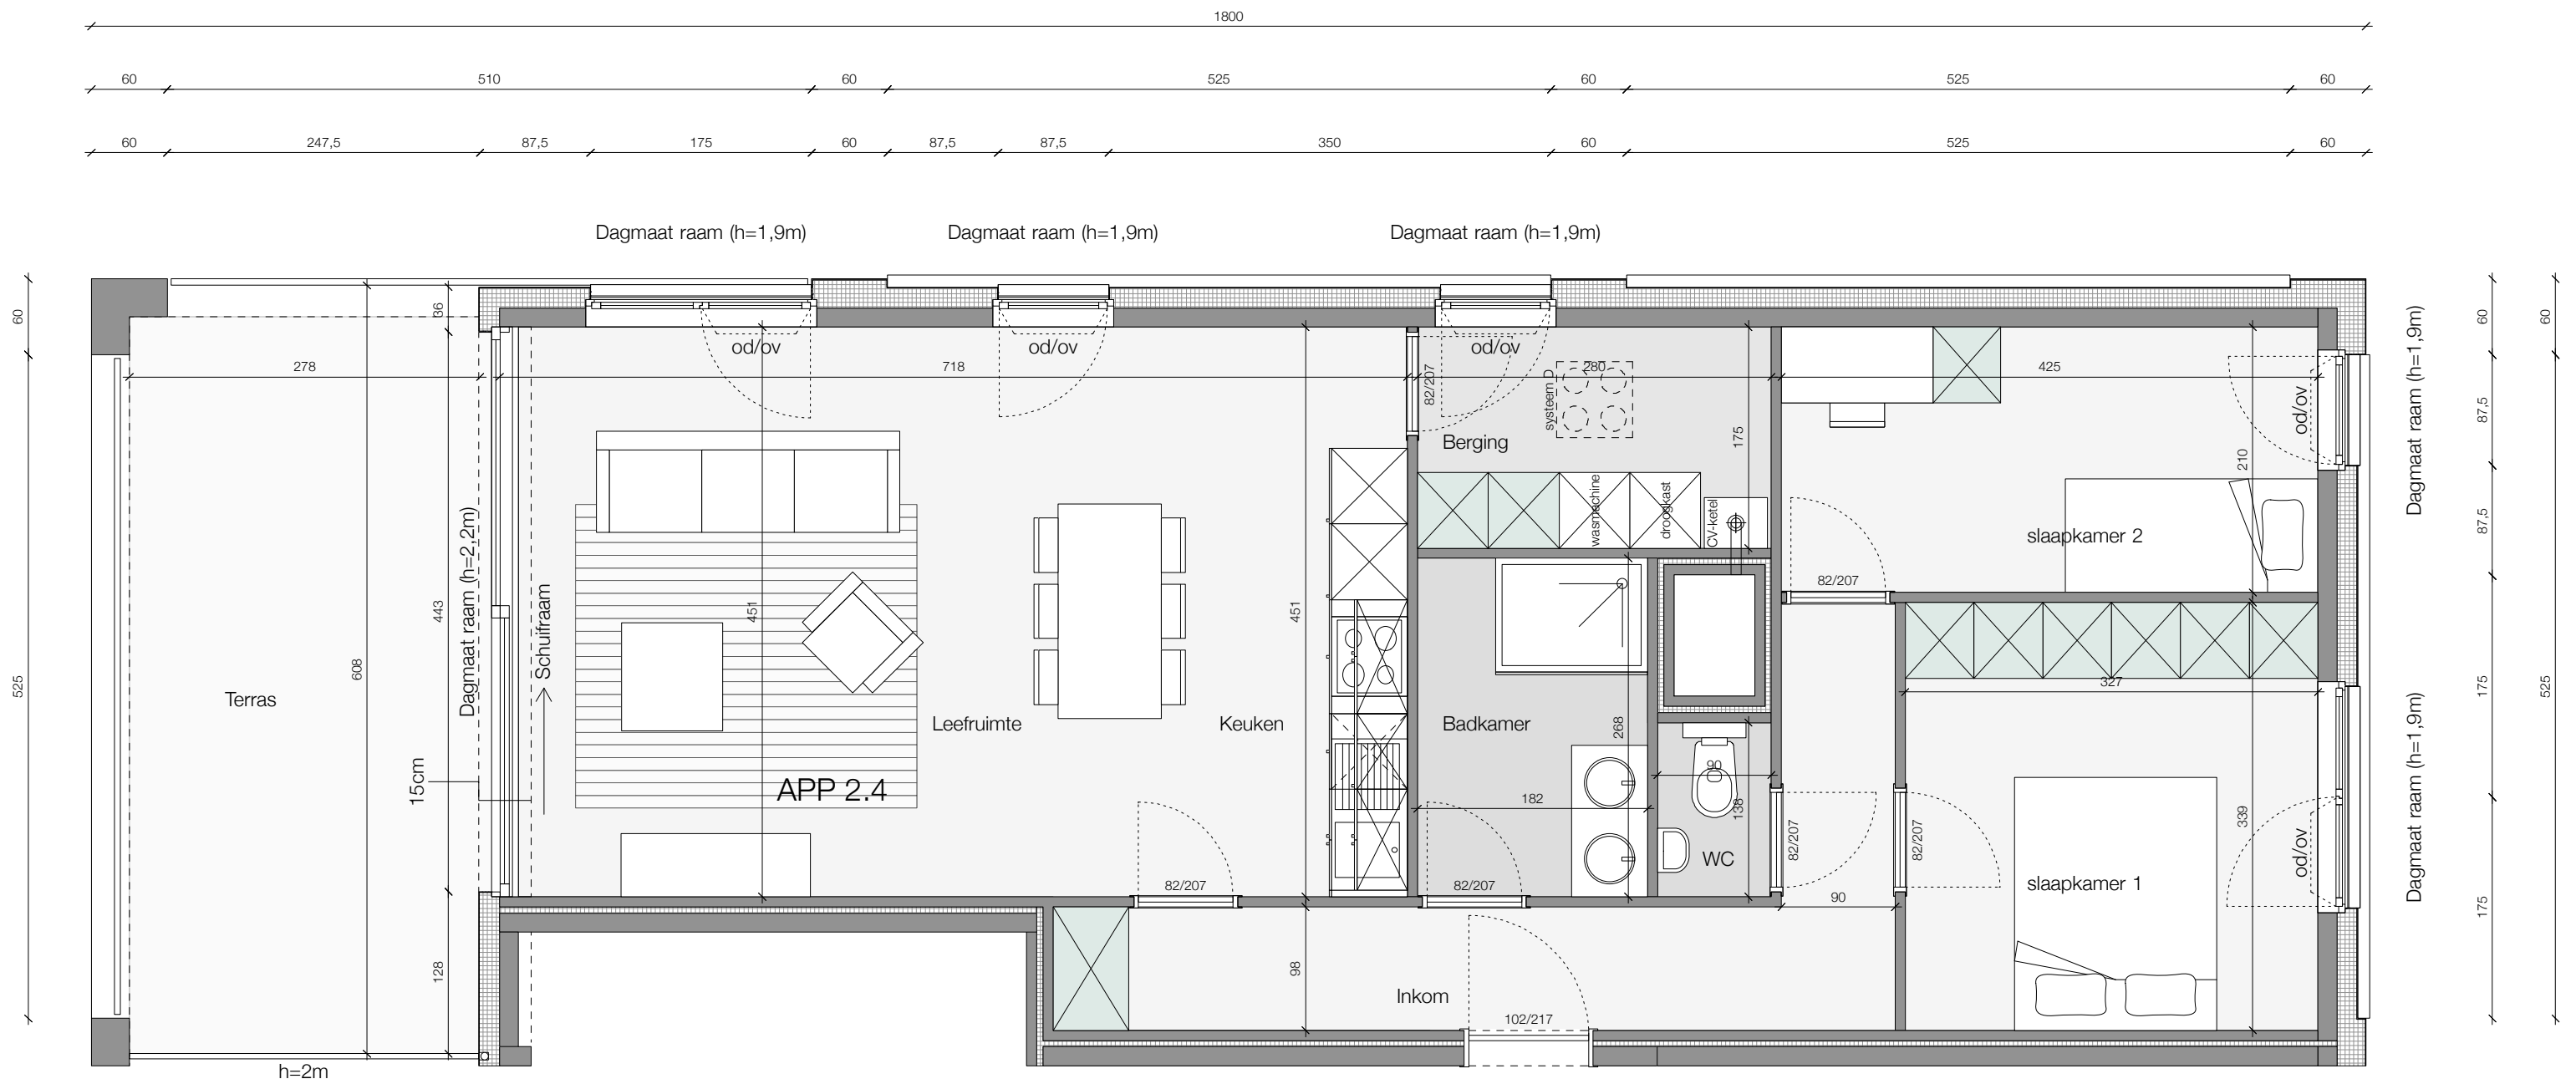 1800
60 510 60 525 60 525 60
60 247,5 87,5 175 60 87,5 87,5 350 60 525 60
Dagmaat raam (h=1,9m) Dagmaat raam (h=1,9m) Dagmaat raam (h=1,9m)
60
525
36
443
128
608
278
Terras
h=2m
15cm
Dagmaat raam (h=2,2m)
Schuifraam
od/ov
od/ov
od/ov
718
451
451
Leefruimte
Keuken
APP 2.4
82/207
82/207
280
systeem D
Berging
175
wasmachine
droogkast
CV-ketel
Badkamer
268
182
82/207
90
138
WC
82/207
90
98
Inkom
102/217
425
210
slaapkamer 2
82/207
od/ov
327
339
82/207
slaapkamer 1
od/ov
Dagmaat raam (h=1,9m)
Dagmaat raam (h=1,9m)
60
87,5
87,5
175
175
60
525